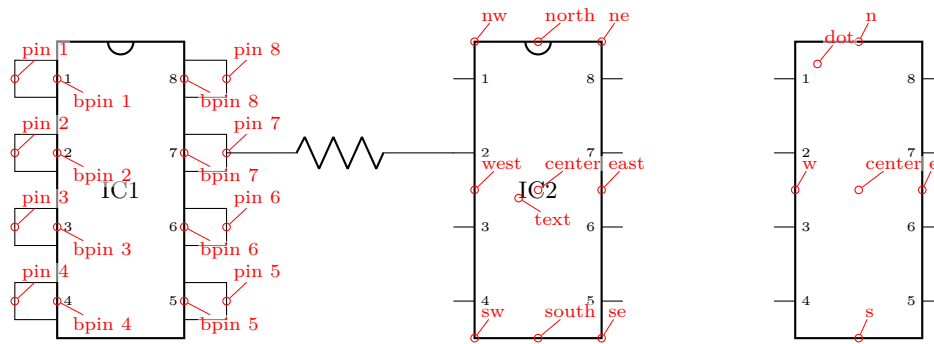 nw north ne n
pin 1 pin 8 dot
1 8 1 8 1 8
bpin 1 bpin 8
pin 2 pin 7
2 7 2 7 2 7
bpin 2 bpin 7 west center east w center
IC1 IC2
pin 3 pin 6 text
3 6 3 6 3 6
bpin 3 bpin 6
pin 4 pin 5
4 5 4 5 4 5
bpin 4 bpin 5 sw south se s